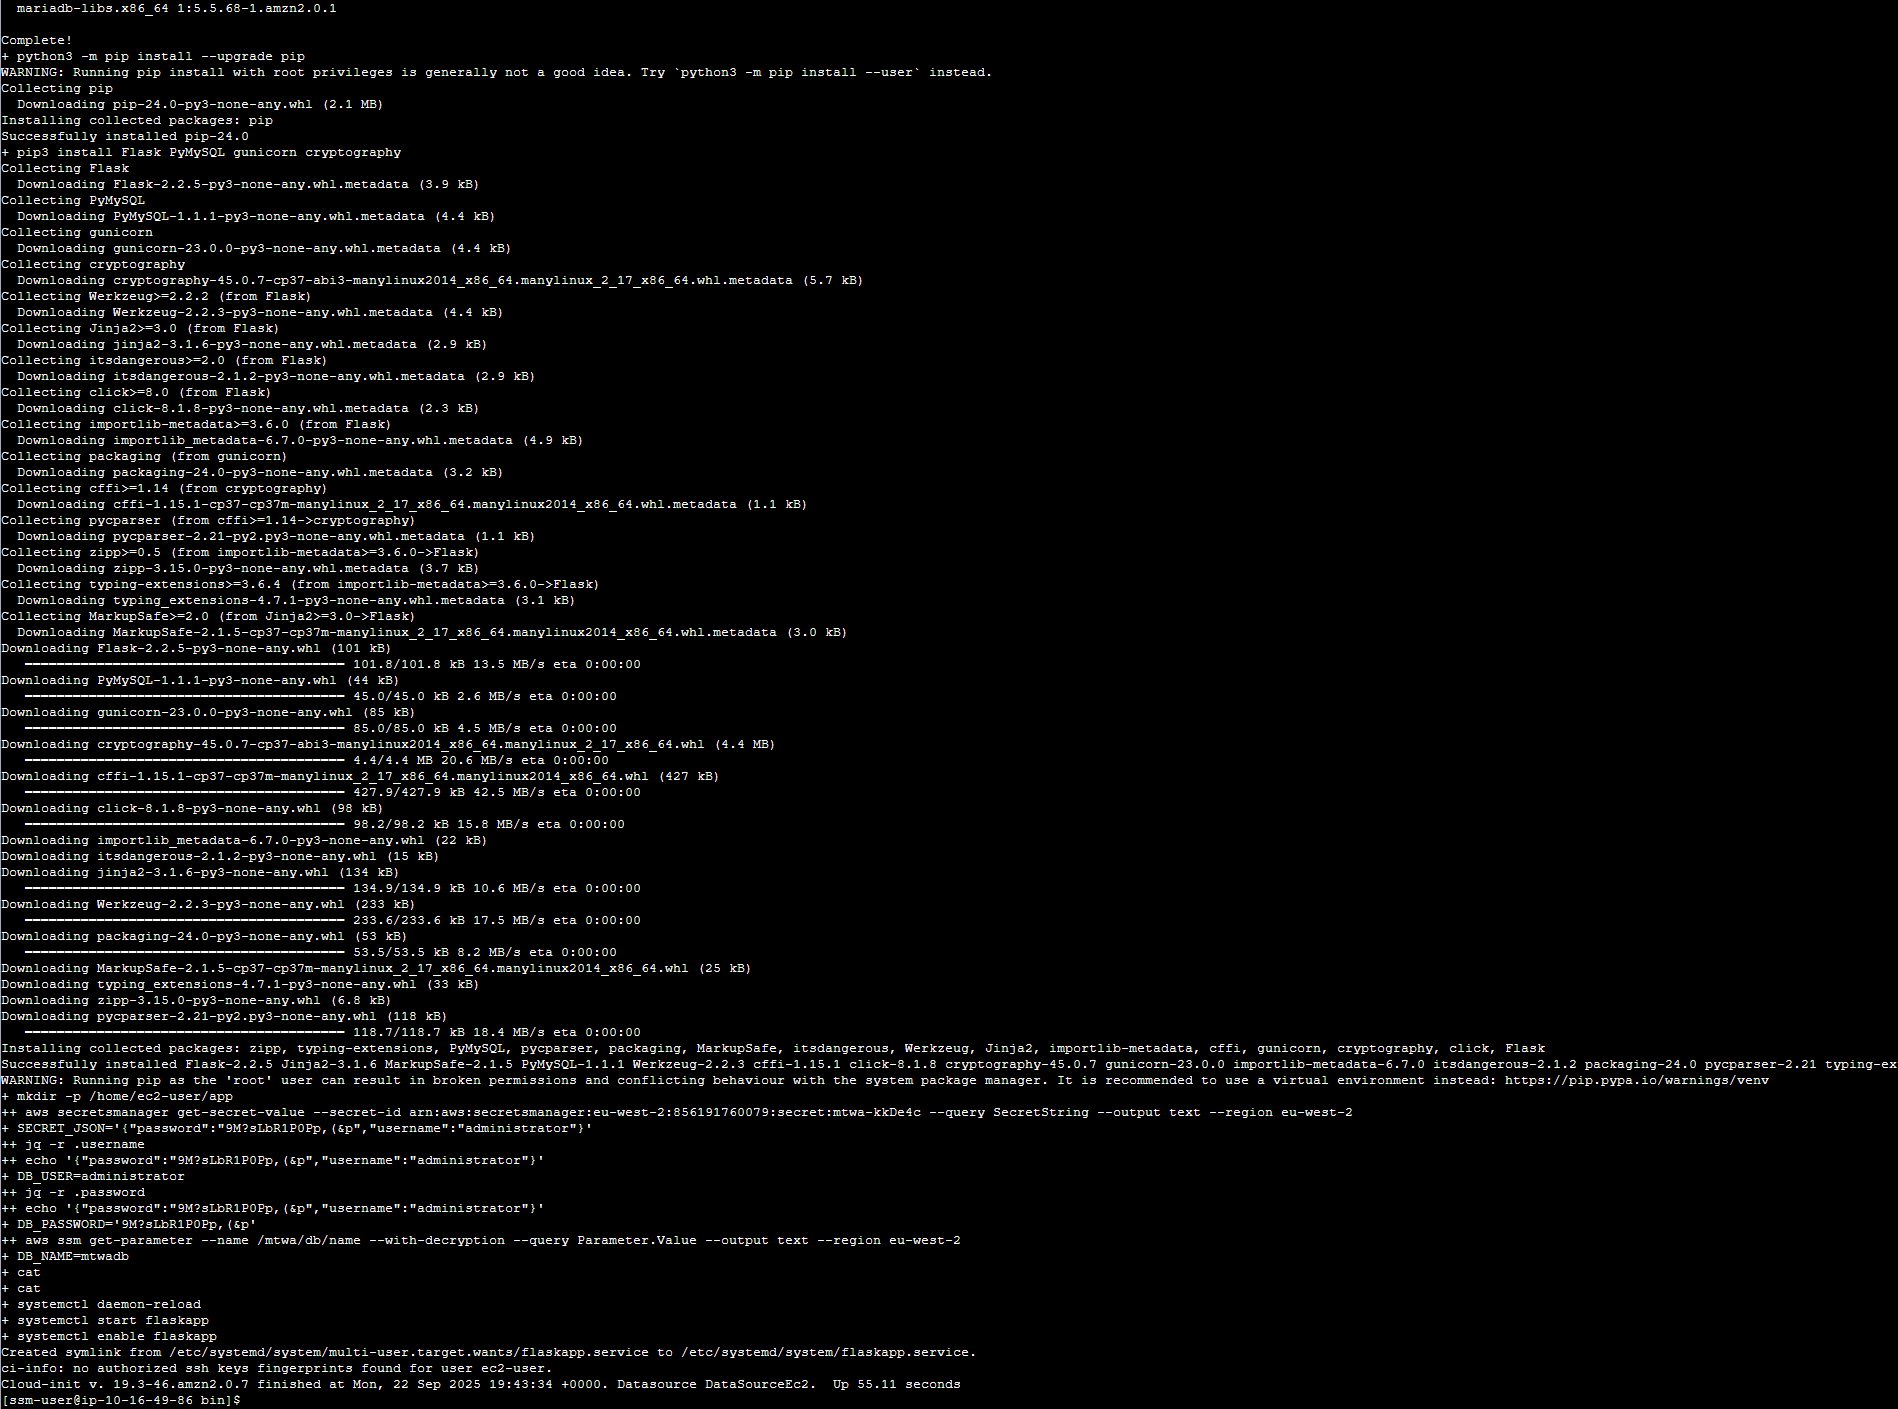 mariadb-libs.x86_64 1:5.5.68-1.amzn2.0.1
Complete!
+ python3 -m pip install --upgrade pip
WARNING: Running pip install with root privileges is generally not a good idea. Try `python3 -m pip install --user` instead.
Collecting pip
  Downloading pip-24.0-py3-none-any.whl (2.1 MB)
Installing collected packages: pip
Successfully installed pip-24.0
+ pip3 install Flask PyMySQL gunicorn cryptography
Collecting Flask
  Downloading Flask-2.2.5-py3-none-any.whl.metadata (3.9 kB)
Collecting PyMySQL
  Downloading PyMySQL-1.1.1-py3-none-any.whl.metadata (4.4 kB)
Collecting gunicorn
  Downloading gunicorn-23.0.0-py3-none-any.whl.metadata (4.4 kB)
Collecting cryptography
  Downloading cryptography-45.0.7-cp37-abi3-manylinux2014_x86_64.manylinux_2_17_x86_64.whl.metadata (5.7 kB)
Collecting Werkzeug>=2.2.2 (from Flask)
  Downloading Werkzeug-2.2.3-py3-none-any.whl.metadata (4.4 kB)
Collecting Jinja2>=3.0 (from Flask)
  Downloading jinja2-3.1.6-py3-none-any.whl.metadata (2.9 kB)
Collecting itsdangerous>=2.0 (from Flask)
  Downloading itsdangerous-2.1.2-py3-none-any.whl.metadata (2.9 kB)
Collecting click>=8.0 (from Flask)
  Downloading click-8.1.8-py3-none-any.whl.metadata (2.3 kB)
Collecting importlib-metadata>=3.6.0 (from Flask)
  Downloading importlib_metadata-6.7.0-py3-none-any.whl.metadata (4.9 kB)
Collecting packaging (from gunicorn)
  Downloading packaging-24.0-py3-none-any.whl.metadata (3.2 kB)
Collecting cffi>=1.14 (from cryptography)
  Downloading cffi-1.15.1-cp37-cp37m-manylinux_2_17_x86_64.manylinux2014_x86_64.whl.metadata (1.1 kB)
Collecting pycparser (from cffi>=1.14->cryptography)
  Downloading pycparser-2.21-py2.py3-none-any.whl.metadata (1.1 kB)
Collecting zipp>=0.5 (from importlib-metadata>=3.6.0->Flask)
  Downloading zipp-3.15.0-py3-none-any.whl.metadata (3.7 kB)
Collecting typing-extensions>=3.6.4 (from importlib-metadata>=3.6.0->Flask)
  Downloading typing_extensions-4.7.1-py3-none-any.whl.metadata (3.1 kB)
Collecting MarkupSafe>=2.0 (from Jinja2>=3.0->Flask)
  Downloading MarkupSafe-2.1.5-cp37-cp37m-manylinux_2_17_x86_64.manylinux2014_x86_64.whl.metadata (3.0 kB)
Downloading Flask-2.2.5-py3-none-any.whl (101 kB)
   ━━━━━━━━━━━━━━━━━━━━━━━━━━━━━━━━━━━━━━━━ 101.8/101.8 kB 13.5 MB/s eta 0:00:00
Downloading PyMySQL-1.1.1-py3-none-any.whl (44 kB)
   ━━━━━━━━━━━━━━━━━━━━━━━━━━━━━━━━━━━━━━━━ 45.0/45.0 kB 2.6 MB/s eta 0:00:00
Downloading gunicorn-23.0.0-py3-none-any.whl (85 kB)
   ━━━━━━━━━━━━━━━━━━━━━━━━━━━━━━━━━━━━━━━━ 85.0/85.0 kB 4.5 MB/s eta 0:00:00
Downloading cryptography-45.0.7-cp37-abi3-manylinux2014_x86_64.manylinux_2_17_x86_64.whl (4.4 MB)
   ━━━━━━━━━━━━━━━━━━━━━━━━━━━━━━━━━━━━━━━━ 4.4/4.4 MB 20.6 MB/s eta 0:00:00
Downloading cffi-1.15.1-cp37-cp37m-manylinux_2_17_x86_64.manylinux2014_x86_64.whl (427 kB)
   ━━━━━━━━━━━━━━━━━━━━━━━━━━━━━━━━━━━━━━━━ 427.9/427.9 kB 42.5 MB/s eta 0:00:00
Downloading click-8.1.8-py3-none-any.whl (98 kB)
   ━━━━━━━━━━━━━━━━━━━━━━━━━━━━━━━━━━━━━━━━ 98.2/98.2 kB 15.8 MB/s eta 0:00:00
Downloading importlib_metadata-6.7.0-py3-none-any.whl (22 kB)
Downloading itsdangerous-2.1.2-py3-none-any.whl (15 kB)
Downloading jinja2-3.1.6-py3-none-any.whl (134 kB)
   ━━━━━━━━━━━━━━━━━━━━━━━━━━━━━━━━━━━━━━━━ 134.9/134.9 kB 10.6 MB/s eta 0:00:00
Downloading Werkzeug-2.2.3-py3-none-any.whl (233 kB)
   ━━━━━━━━━━━━━━━━━━━━━━━━━━━━━━━━━━━━━━━━ 233.6/233.6 kB 17.5 MB/s eta 0:00:00
Downloading packaging-24.0-py3-none-any.whl (53 kB)
   ━━━━━━━━━━━━━━━━━━━━━━━━━━━━━━━━━━━━━━━━ 53.5/53.5 kB 8.2 MB/s eta 0:00:00
Downloading MarkupSafe-2.1.5-cp37-cp37m-manylinux_2_17_x86_64.manylinux2014_x86_64.whl (25 kB)
Downloading typing_extensions-4.7.1-py3-none-any.whl (33 kB)
Downloading zipp-3.15.0-py3-none-any.whl (6.8 kB)
Downloading pycparser-2.21-py2.py3-none-any.whl (118 kB)
   ━━━━━━━━━━━━━━━━━━━━━━━━━━━━━━━━━━━━━━━━ 118.7/118.7 kB 18.4 MB/s eta 0:00:00
Installing collected packages: zipp, typing-extensions, PyMySQL, pycparser, packaging, MarkupSafe, itsdangerous, Werkzeug, Jinja2, importlib-metadata, cffi, gunicorn, cryptography, click, Flask
Successfully installed Flask-2.2.5 Jinja2-3.1.6 MarkupSafe-2.1.5 PyMySQL-1.1.1 Werkzeug-2.2.3 cffi-1.15.1 click-8.1.8 cryptography-45.0.7 gunicorn-23.0.0 importlib-metadata-6.7.0 itsdangerous-2.1.2 packaging-24.0 pycparser-2.21 typing-ex
WARNING: Running pip as the 'root' user can result in broken permissions and conflicting behaviour with the system package manager. It is recommended to use a virtual environment instead: https://pip.pypa.io/warnings/venv
+ mkdir -p /home/ec2-user/app
++ aws secretsmanager get-secret-value --secret-id arn:aws:secretsmanager:eu-west-2:856191760079:secret:mtwa-kkDe4c --query SecretString --output text --region eu-west-2
+ SECRET_JSON='{"password":"9M?sLbR1P0Pp,(&p","username":"administrator"}'
++ jq -r .username
++ echo '{"password":"9M?sLbR1P0Pp,(&p","username":"administrator"}'
+ DB_USER=administrator
++ jq -r .password
++ echo '{"password":"9M?sLbR1P0Pp,(&p","username":"administrator"}'
+ DB_PASSWORD='9M?sLbR1P0Pp,(&p'
++ aws ssm get-parameter --name /mtwa/db/name --with-decryption --query Parameter.Value --output text --region eu-west-2
+ DB_NAME=mtwadb
+ cat
+ cat
+ systemctl daemon-reload
+ systemctl start flaskapp
+ systemctl enable flaskapp
Created symlink from /etc/systemd/system/multi-user.target.wants/flaskapp.service to /etc/systemd/system/flaskapp.service.
ci-info: no authorized ssh keys fingerprints found for user ec2-user.
Cloud-init v. 19.3-46.amzn2.0.7 finished at Mon, 22 Sep 2025 19:43:34 +0000. Datasource DataSourceEc2.  Up 55.11 seconds
[ssm-user@ip-10-16-49-86 bin]$